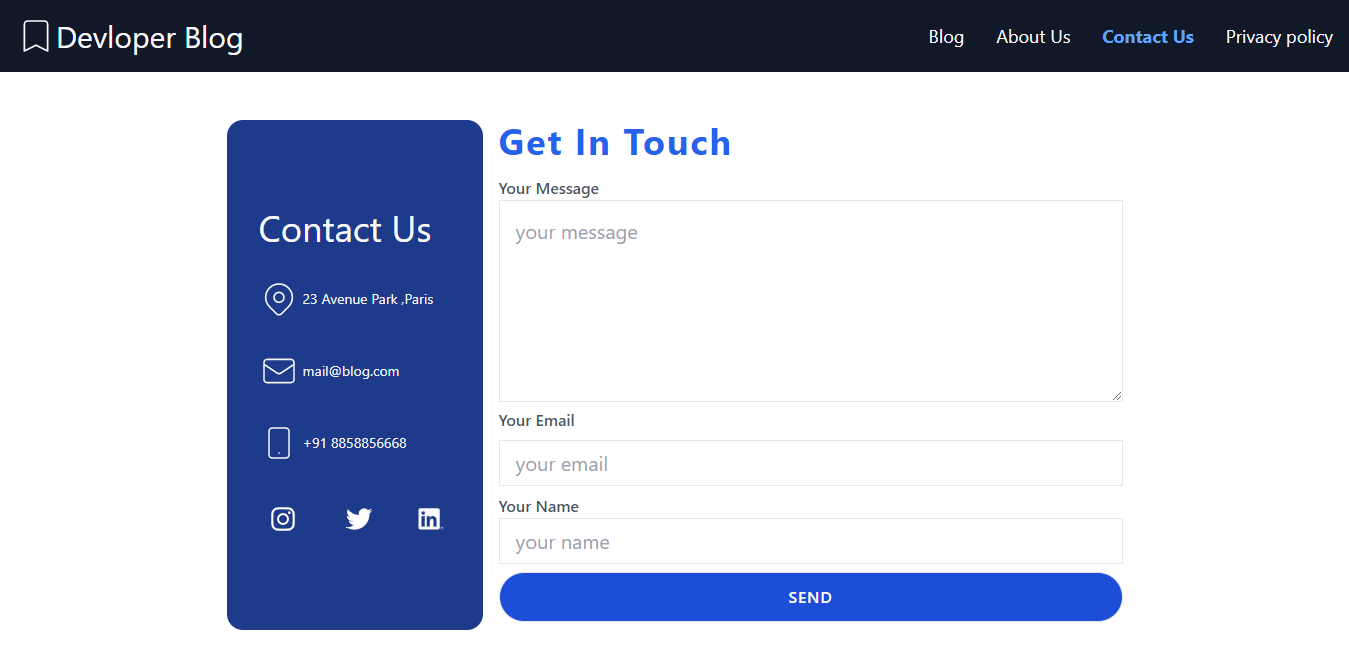 Devloper Blog
Blog
About Us
Contact Us
Privacy policy
Contact Us
23 Avenue Park ,Paris
mail@blog.com
+91 8858856668
in
Get In Touch
Your Message
your message
Your Email
your email
Your Name
your name
SEND